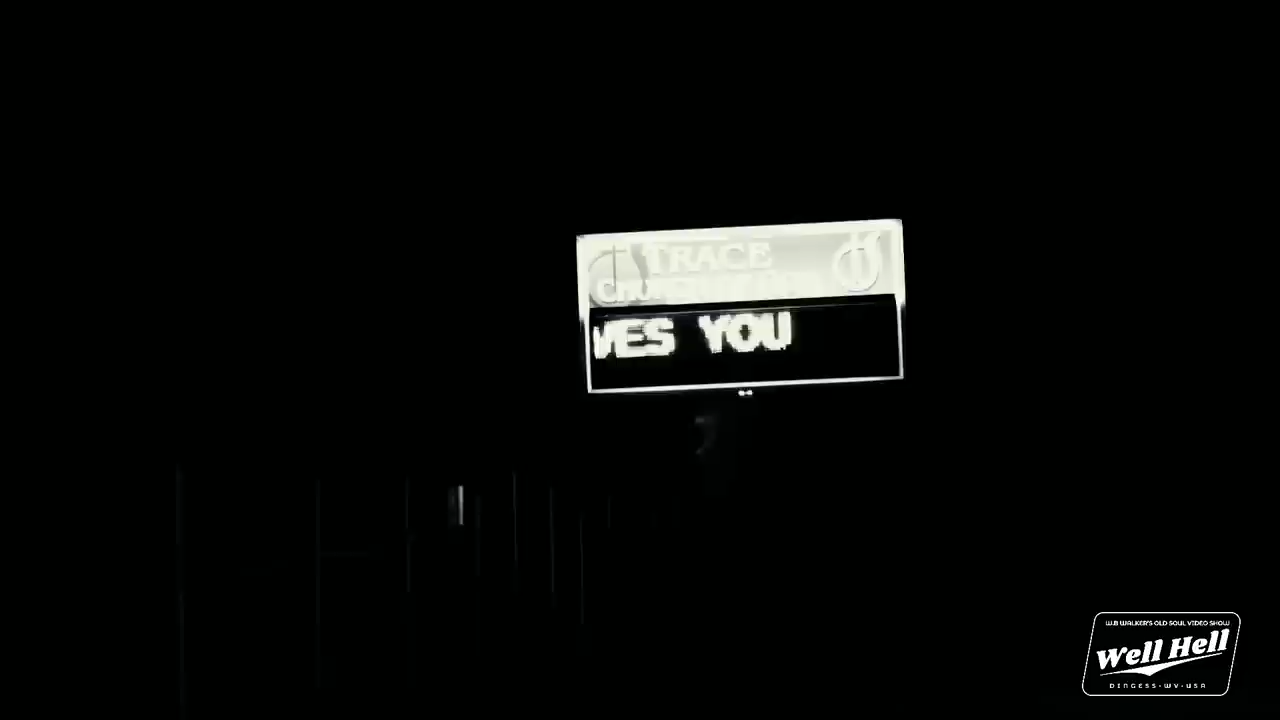 TRACE
VES YOU
W.B WALKER'S OLD SOUL VIDEO SHOW
Well Hell
DINGESS-WV-USA